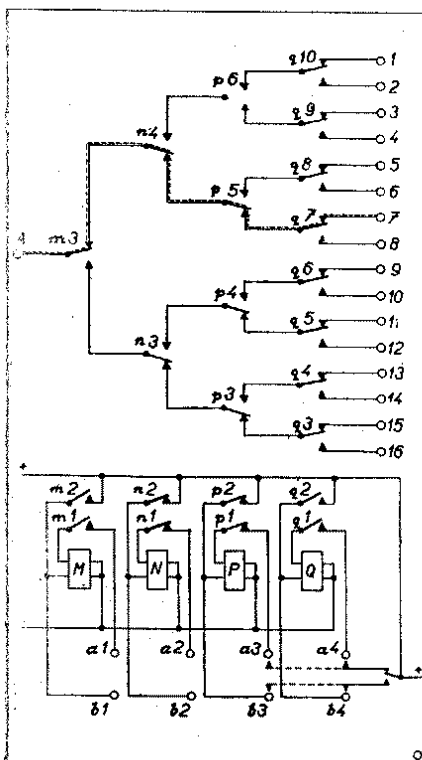 q10 1
2
p6
q9 3
4
n4
q8 5
6
p5
q7 7
8
A m3
q6 9
10
p4
q5 11
12
n3
q4 13
14
p3
q3 15
16
+
m2 n2 p2 q2
m1 n1 p1 q1
M N P Q
a1 a2 a3 a4
+
b1 b2 b3 b4